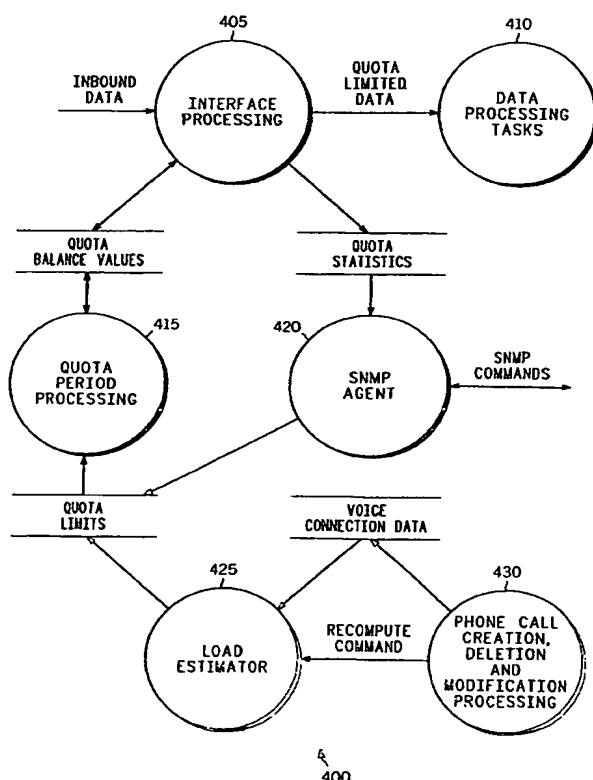 405
410
INBOUND
DATA
INTERFACE
PROCESSING
QUOTA
LIMITED
DATA
DATA
PROCESSING
TASKS
QUOTA
BALANCE VALUES
QUOTA
STATISTICS
415
420
QUOTA
PERIOD
PROCESSING
SNMP
AGENT
SNMP
COMMANDS
QUOTA
LIMITS
VOICE
CONNECTION DATA
425
430
LOAD
ESTIMATOR
RECOMPUTE
COMMAND
PHONE CALL
CREATION,
DELETION
AND
MODIFICATION
PROCESSING
400